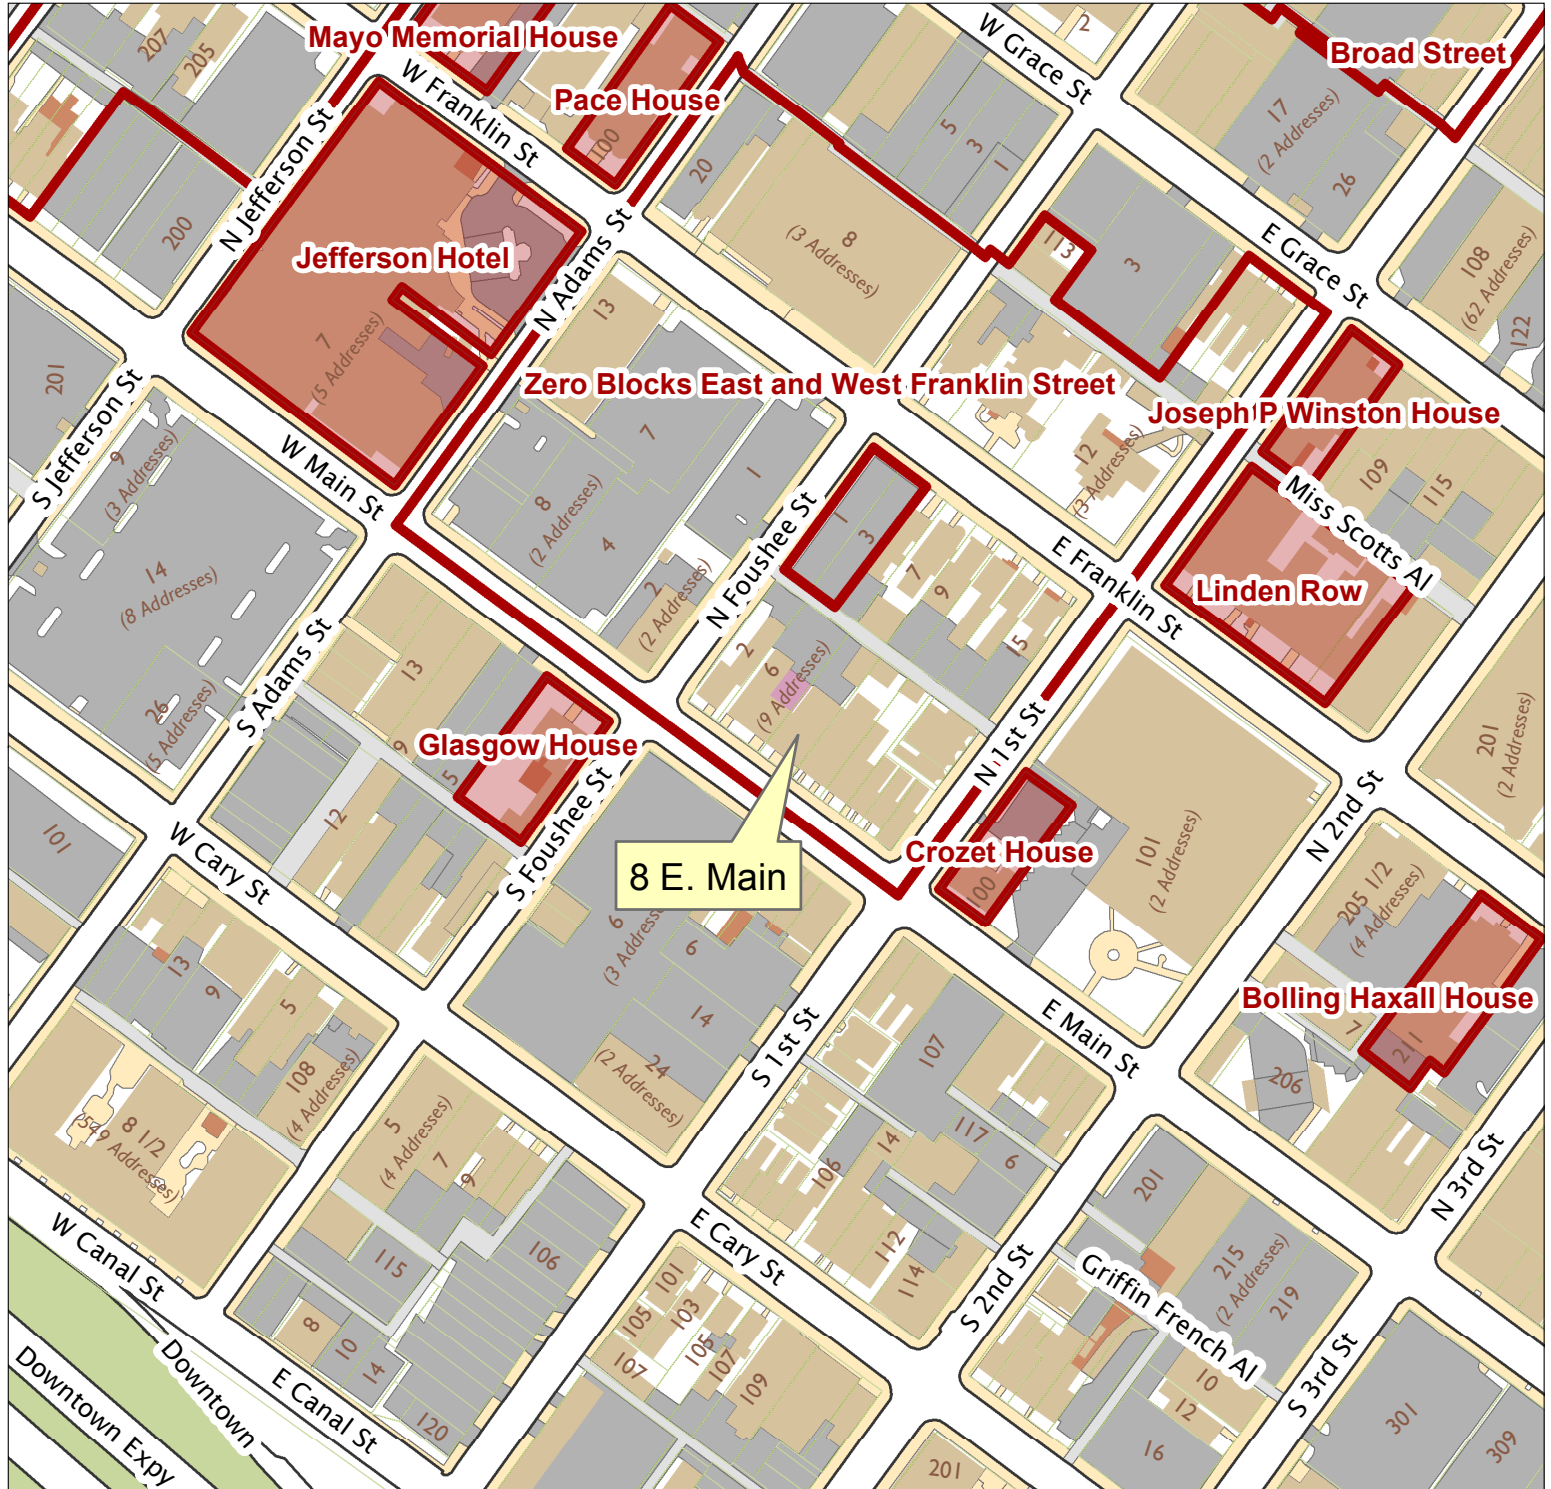 Mayo Memorial House
W Grace St
2
Broad Street
207
205
W Franklin St
Pace House
100
N Jefferson St
20
5
3
1
17
(2 Addresses)
26
200
N Adams St
8
(3 Addresses)
113
3
E Grace St
108
(62 Addresses)
122
Jefferson Hotel
7
(5 Addresses)
13
201
S Jefferson St
Zero Blocks East and West Franklin Street
Joseph P Winston House
W Main St
9
(3 Addresses)
7
8
(2 Addresses)
4
1
12
(3 Addresses)
109
115
Miss Scotts Al
N Foushee St
1
3
E Franklin St
Linden Row
14
(8 Addresses)
2
(2 Addresses)
7
9
15
S Adams St
13
2
6
(9 Addresses)
26
(5 Addresses)
Glasgow House
9
5
N 1st St
201
(2 Addresses)
S Foushee St
12
101
W Cary St
8 E. Main
Crozet House
100
101
(2 Addresses)
N 2nd St
205 1/2
(4 Addresses)
6
6
14
24
(2 Addresses)
S 1st St
13
9
5
108
(4 Addresses)
Bolling Haxall House
7
211
206
E Main St
107
8 1/2
(549 Addresses)
5
(4 Addresses)
7
9
106
14
117
6
201
N 3rd St
W Canal St
115
106
E Cary St
112
114
S 2nd St
Griffin French Al
215
(2 Addresses)
219
8
10
14
120
101
103
105
105
107
107
109
S 3rd St
10
12
16
301
309
201
Downtown Expy
Downtown
E Canal St